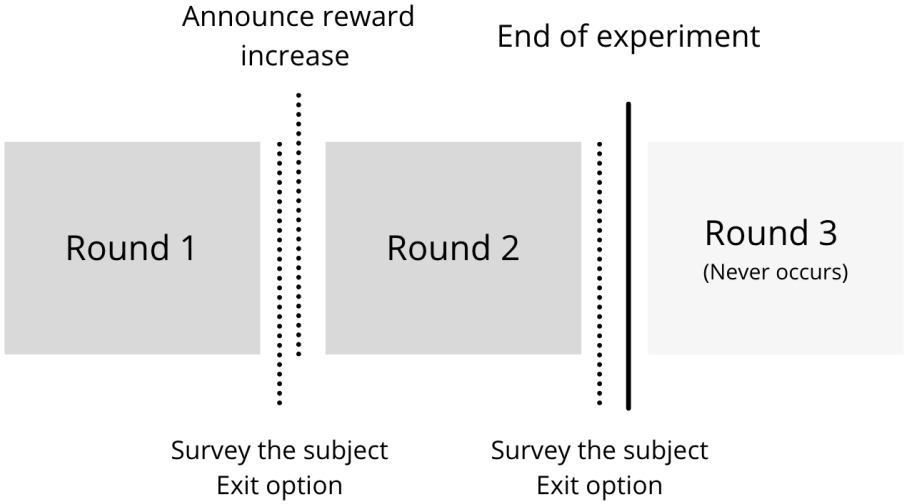 Announce reward
increase
End of experiment
Round 1
Round 2
Round 3
(Never occurs)
Survey the subject
Exit option
Survey the subject
Exit option